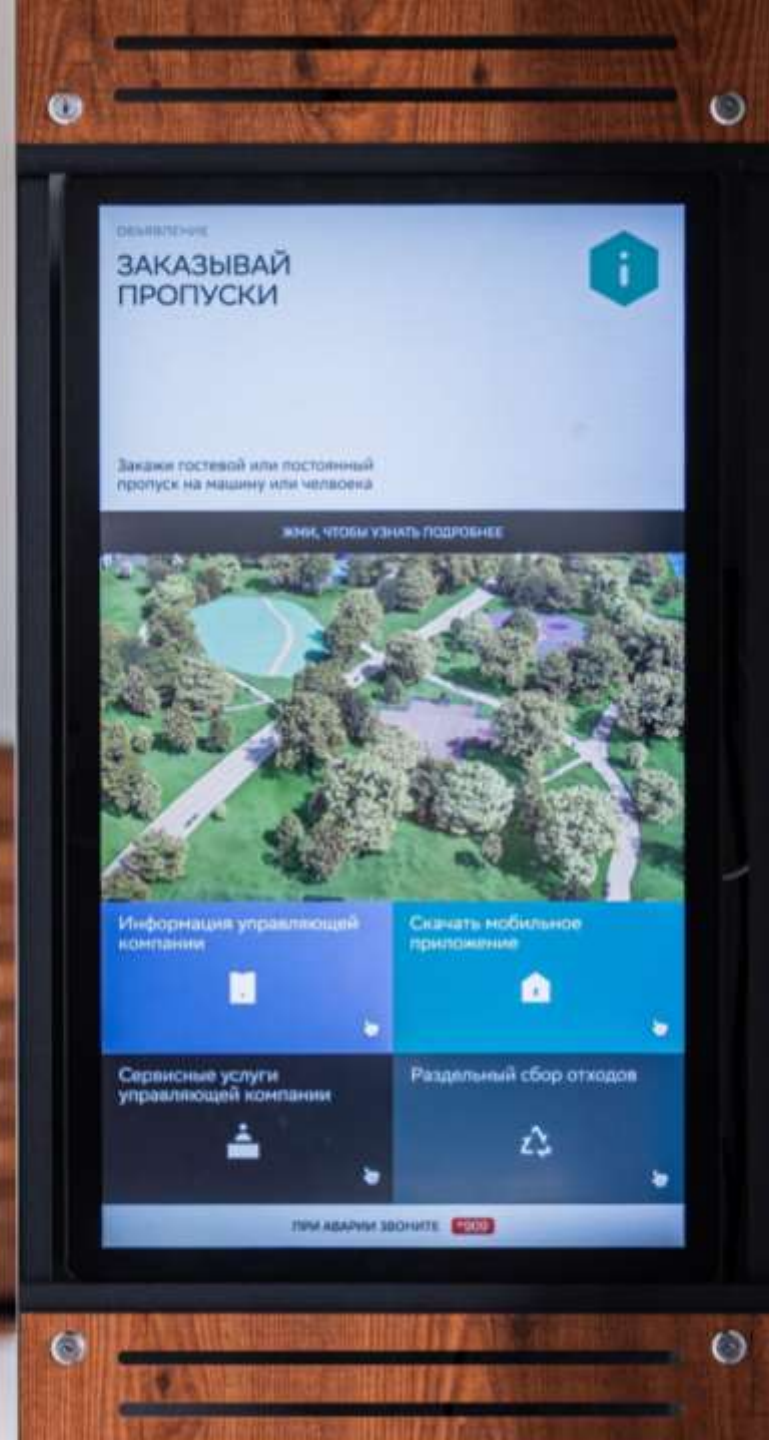 ОБЪЯВЛЕНИЕ
ЗАКАЗЫВАЙ
ПРОПУСКИ
Закажи гостевой или постоянный
пропуск на машину или челвоека
ЖМИ, ЧТОБЫ УЗНАТЬ ПОДРОБНЕЕ
Информация управляющей
компании
Скачать мобильное
приложение
Сервисные услуги
управляющей компании
Раздельный сбор отходов
ПРИ АВАРИИ ЗВОНИТЕ